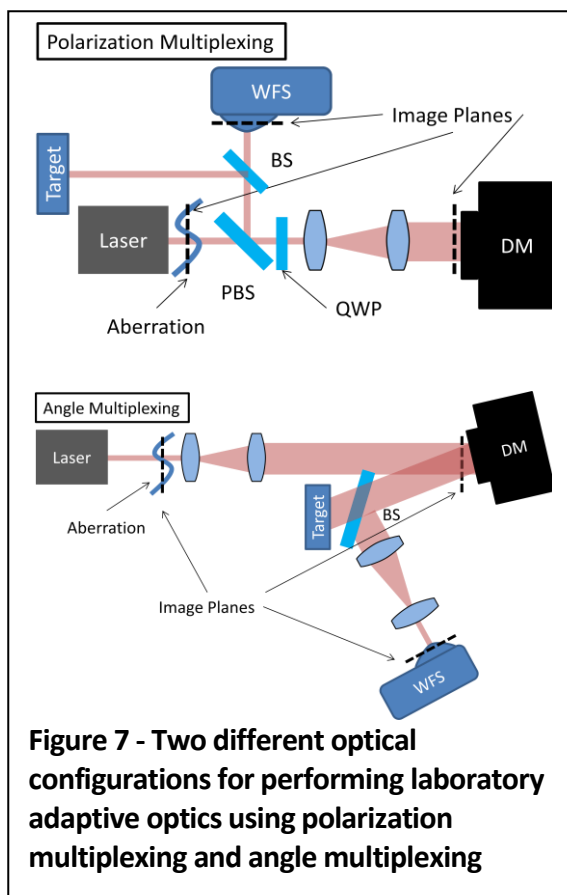 Polarization Multiplexing
WFS
Image Planes
BS
Target
Laser
DM
PBS
QWP
Aberration
Angle Multiplexing
Laser
DM
Aberration
Target
BS
Image Planes
WFS
Figure 7 - Two different optical
configurations for performing laboratory
adaptive optics using polarization
multiplexing and angle multiplexing